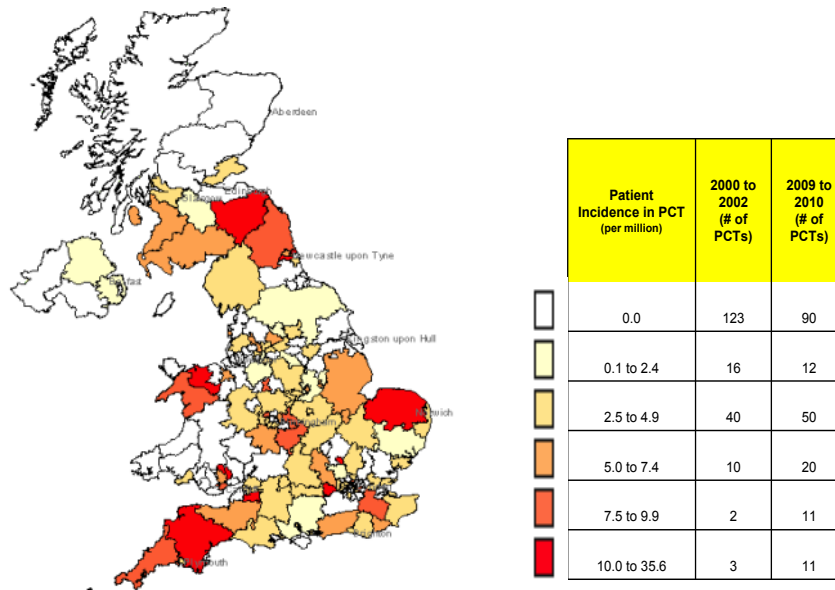 Aberdeen
Edinburgh
Glasgow
Newcastle upon Tyne
Belfast
Kingston upon Hull
Norwich
Birmingham
Brighton
Plymouth
Patient
Incidence in PCT
(per million)
2000 to
2002
(# of
PCTs)
2009 to
2010
(# of
PCTs)
0.0 123 90
0.1 to 2.4 16 12
2.5 to 4.9 40 50
5.0 to 7.4 10 20
7.5 to 9.9 2 11
10.0 to 35.6 3 11